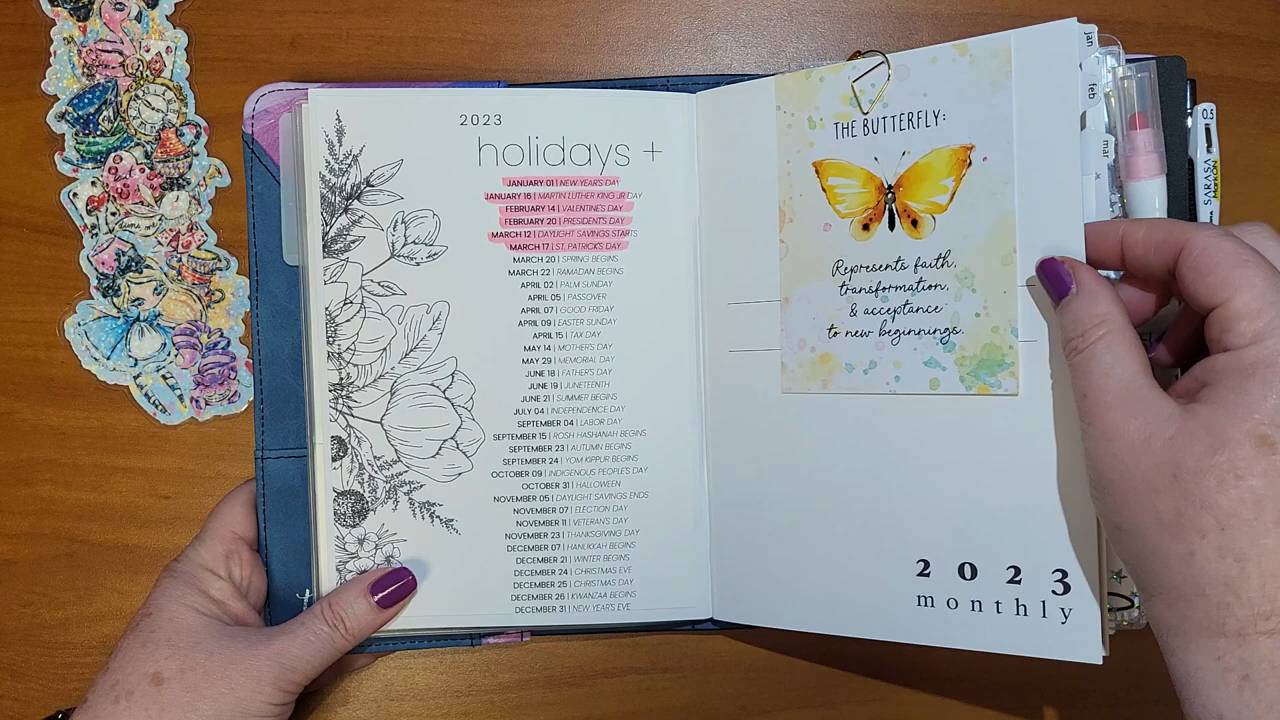 2023
holidays +
JANUARY 01 | NEW YEAR'S DAY
JANUARY 16 | MARTIN LUTHER KING JR DAY
FEBRUARY 14 | VALENTINE'S DAY
FEBRUARY 20 | PRESIDENT'S DAY
MARCH 12 | DAYLIGHT SAVINGS STARTS
MARCH 17 | ST. PATRICK'S DAY
MARCH 20 | SPRING BEGINS
MARCH 22 | RAMADAN BEGINS
APRIL 02 | PALM SUNDAY
APRIL 05 | PASSOVER
APRIL 07 | GOOD FRIDAY
APRIL 09 | EASTER SUNDAY
APRIL 15 | TAX DAY
MAY 14 | MOTHER'S DAY
MAY 29 | MEMORIAL DAY
JUNE 18 | FATHER'S DAY
JUNE 19 | JUNETEENTH
JUNE 21 | SUMMER BEGINS
JULY 04 | INDEPENDENCE DAY
SEPTEMBER 04 | LABOR DAY
SEPTEMBER 15 | ROSH HASHANAH BEGINS
SEPTEMBER 23 | AUTUMN BEGINS
SEPTEMBER 24 | YOM KIPPUR BEGINS
OCTOBER 09 | INDIGENOUS PEOPLE'S DAY
OCTOBER 31 | HALLOWEEN
NOVEMBER 05 | DAYLIGHT SAVINGS ENDS
NOVEMBER 07 | ELECTION DAY
NOVEMBER 11 | VETERAN'S DAY
NOVEMBER 23 | THANKSGIVING DAY
DECEMBER 07 | HANUKKAH BEGINS
DECEMBER 21 | WINTER BEGINS
DECEMBER 24 | CHRISTMAS EVE
DECEMBER 25 | CHRISTMAS DAY
DECEMBER 26 | KWANZAA BEGINS
DECEMBER 31 | NEW YEAR'S EVE
THE BUTTERFLY:
Represents faith,
transformation,
& acceptance
to new beginnings.
2023
monthly
jan
feb
mar
0.5
SARASA